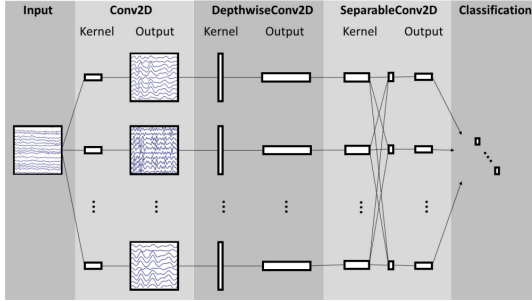 Input Conv2D DepthwiseConv2D SeparableConv2D Classification
Kernel Output Kernel Output Kernel Output